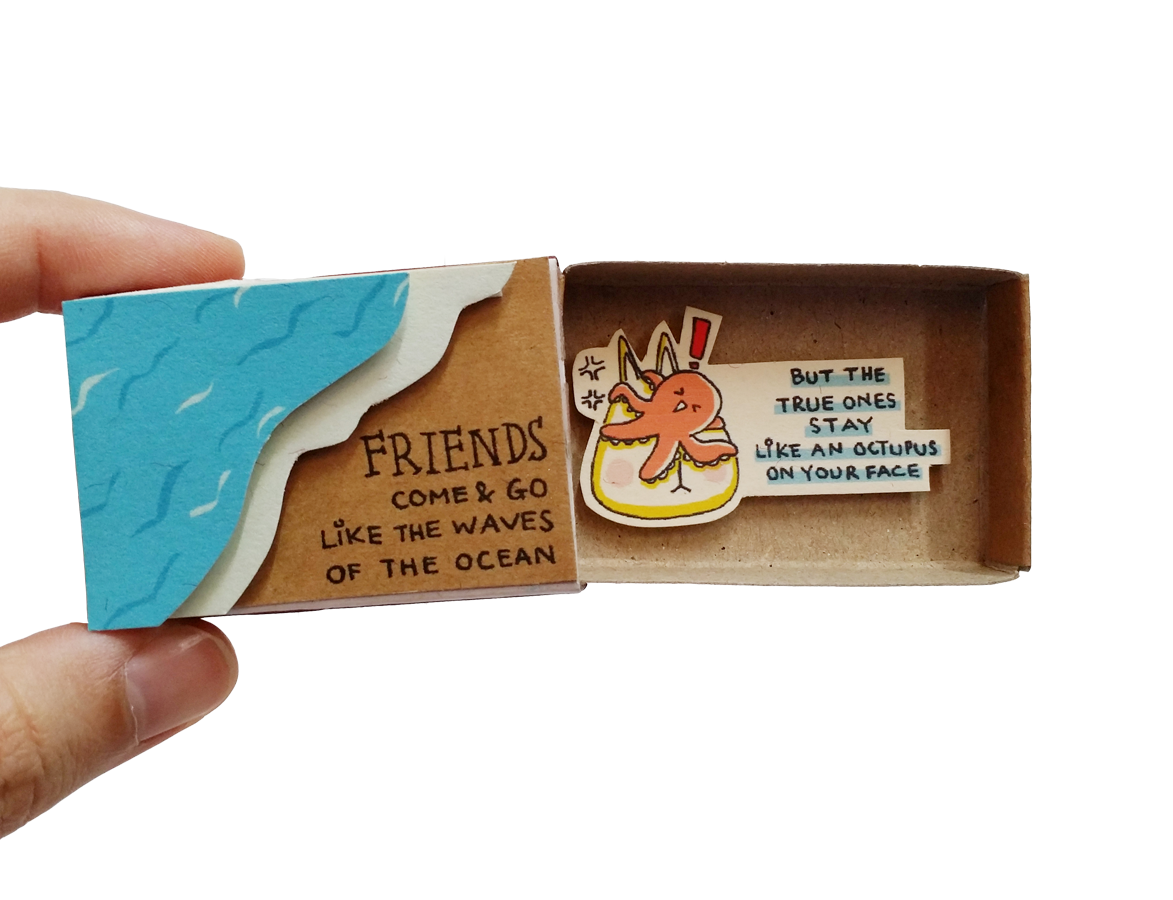 FRIENDS
COME & GO
LiKE THE WAVES
OF THE OCEAN
!
BUT THE
TRUE ONES
STAY
LiKE AN OCTUPUS
ON YOUR FACE